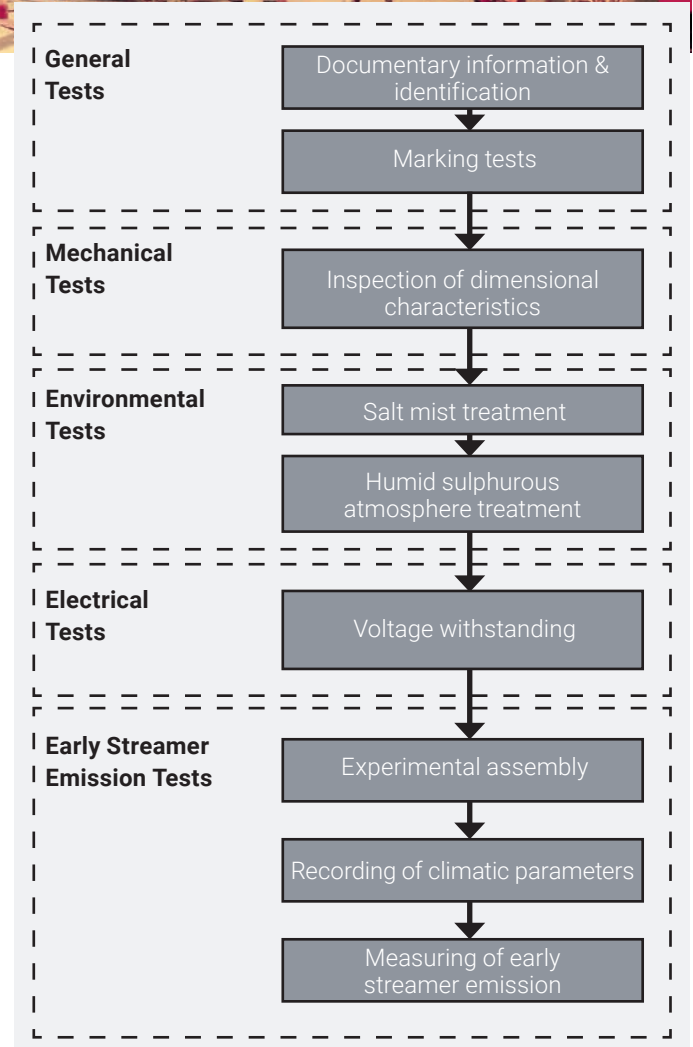 General
Tests
Documentary information &
identification
Marking tests
Mechanical
Tests
Inspection of dimensional
characteristics
Environmental
Tests
Salt mist treatment
Humid sulphurous
atmosphere treatment
Electrical
Tests
Voltage withstanding
Early Streamer
Emission Tests
Experimental assembly
Recording of climatic parameters
Measuring of early
streamer emission